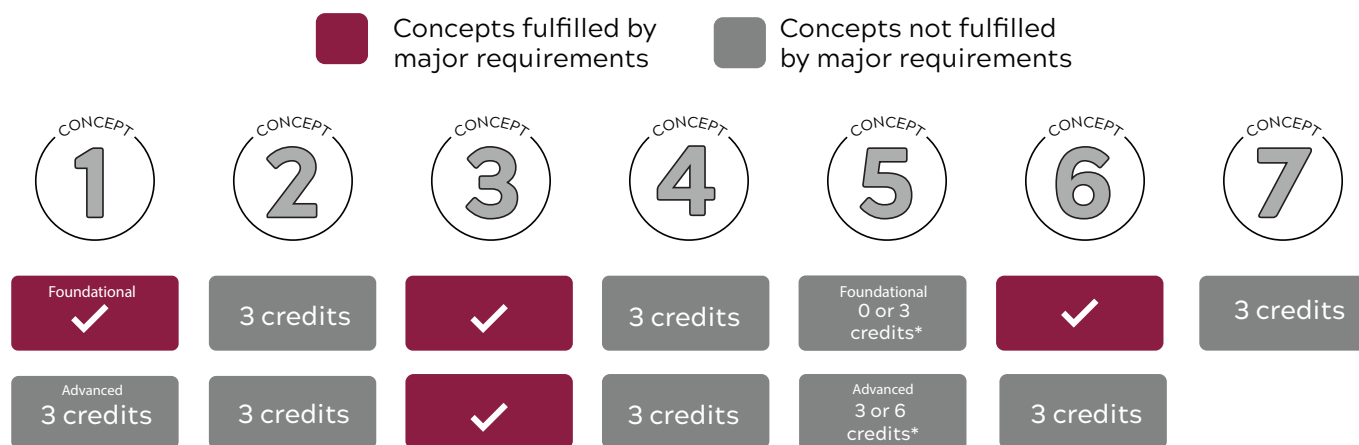 Concepts fulfilled by
major requirements
Concepts not fulfilled
by major requirements
CONCEPT
1
CONCEPT
2
CONCEPT
3
CONCEPT
4
CONCEPT
5
CONCEPT
6
CONCEPT
7
Foundational
3 credits
3 credits
Foundational
0 or 3
credits*
3 credits
Advanced
3 credits
3 credits
3 credits
Advanced
3 or 6
credits*
3 credits